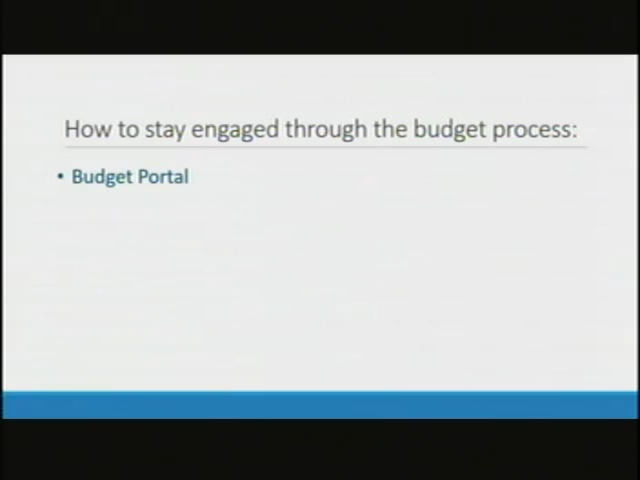 How to stay engaged through the budget process:
• Budget Portal